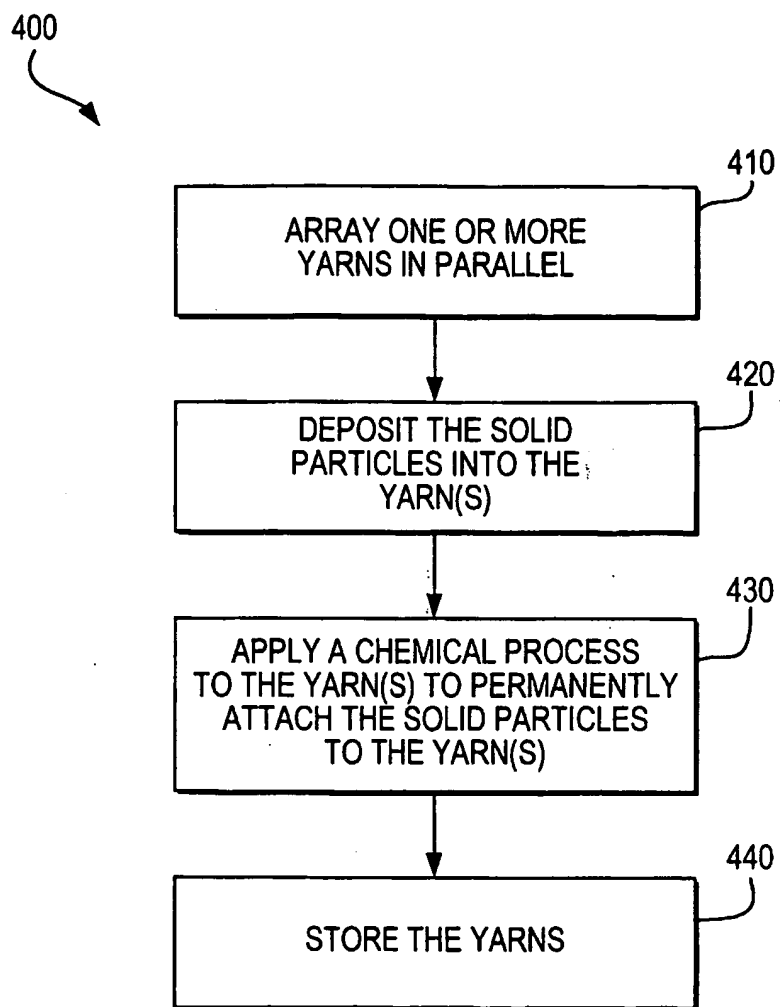 400
410
ARRAY ONE OR MORE
YARNS IN PARALLEL
420
DEPOSIT THE SOLID
PARTICLES INTO THE
YARN(S)
430
APPLY A CHEMICAL PROCESS
TO THE YARN(S) TO PERMANENTLY
ATTACH THE SOLID PARTICLES
TO THE YARN(S)
440
STORE THE YARNS